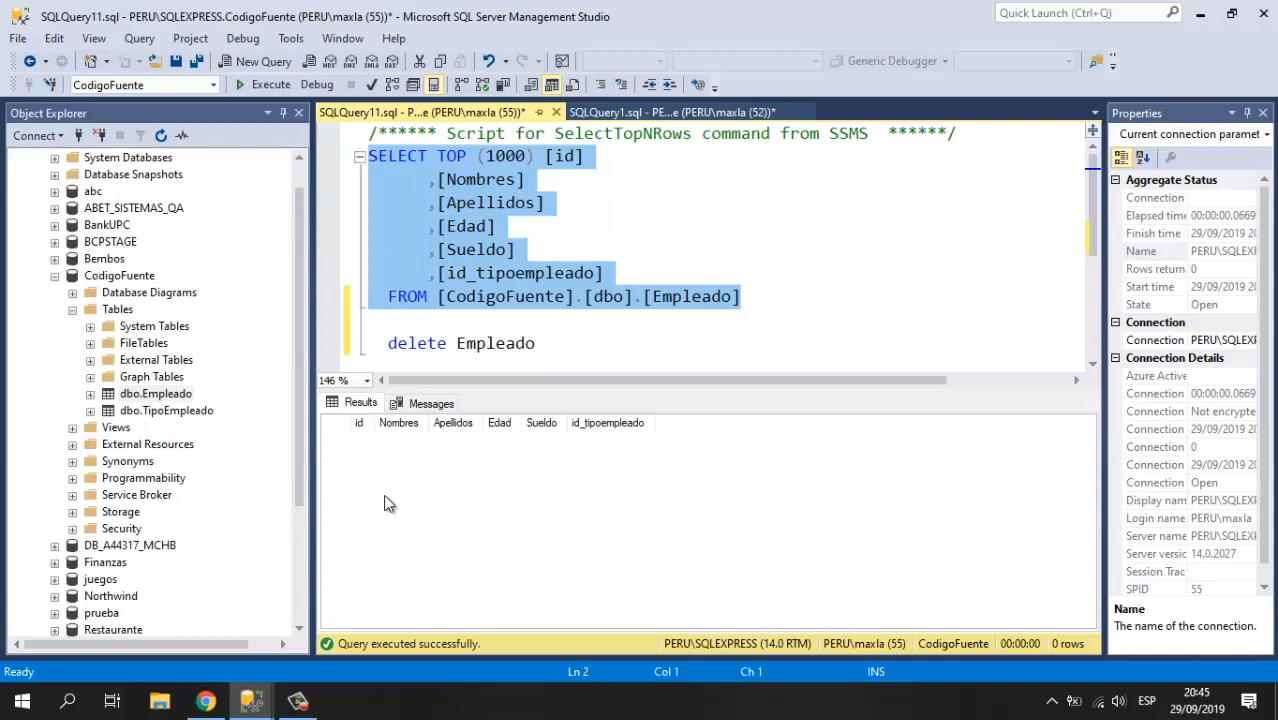 SQLQuery11.sql - PERU\SQLEXPRESS.CodigoFuente (PERU\maxla (55))* - Microsoft SQL Server Management Studio
Quick Launch (Ctrl+Q)
File Edit View Query Project Debug Tools Window Help
New Query
Generic Debugger
CodigoFuente
Execute Debug
Object Explorer
Connect
System Databases
Database Snapshots
abc
ABET_SISTEMAS_QA
BankUPC
BCPSTAGE
Bembos
CodigoFuente
Database Diagrams
Tables
System Tables
FileTables
External Tables
Graph Tables
dbo.Empleado
dbo.TipoEmpleado
Views
External Resources
Synonyms
Programmability
Service Broker
Storage
Security
DB_A44317_MCHB
Finanzas
juegos
Northwind
prueba
Restaurante
SQLQuery11.sql - P...e (PERU\maxla (55))*
SQLQuery1.sql - PE...e (PERU\maxla (52))*
/****** Script for SelectTopNRows command from SSMS ******/
SELECT TOP (1000) [id]
,[Nombres]
,[Apellidos]
,[Edad]
,[Sueldo]
,[id_tipoempleado]
FROM [CodigoFuente].[dbo].[Empleado]
delete Empleado
146 %
Results Messages
id Nombres Apellidos Edad Sueldo id_tipoempleado
Query executed successfully.
PERU\SQLEXPRESS (14.0 RTM) PERU\maxla (55) CodigoFuente 00:00:00 0 rows
Properties
Current connection paramet
Aggregate Status
Connection
Elapsed time 00:00:00.0669
Finish time 29/09/2019 20
Name PERU\SQLEXP
Rows return 0
Start time 29/09/2019 20
State Open
Connection
Connection PERU\SQLEXP
Connection Details
Azure Active
Connection 00:00:00.0669
Connection Not encrypte
Connection 29/09/2019 20
Connection 0
Connection 29/09/2019 20
Connection Open
Display name PERU\SQLEXP
Login name PERU\maxla
Server name PERU\SQLEXP
Server versic 14.0.2027
Session Trac
SPID 55
Name
The name of the connection.
Ready Ln 2 Col 1 Ch 1 INS
ESP
20:45
29/09/2019